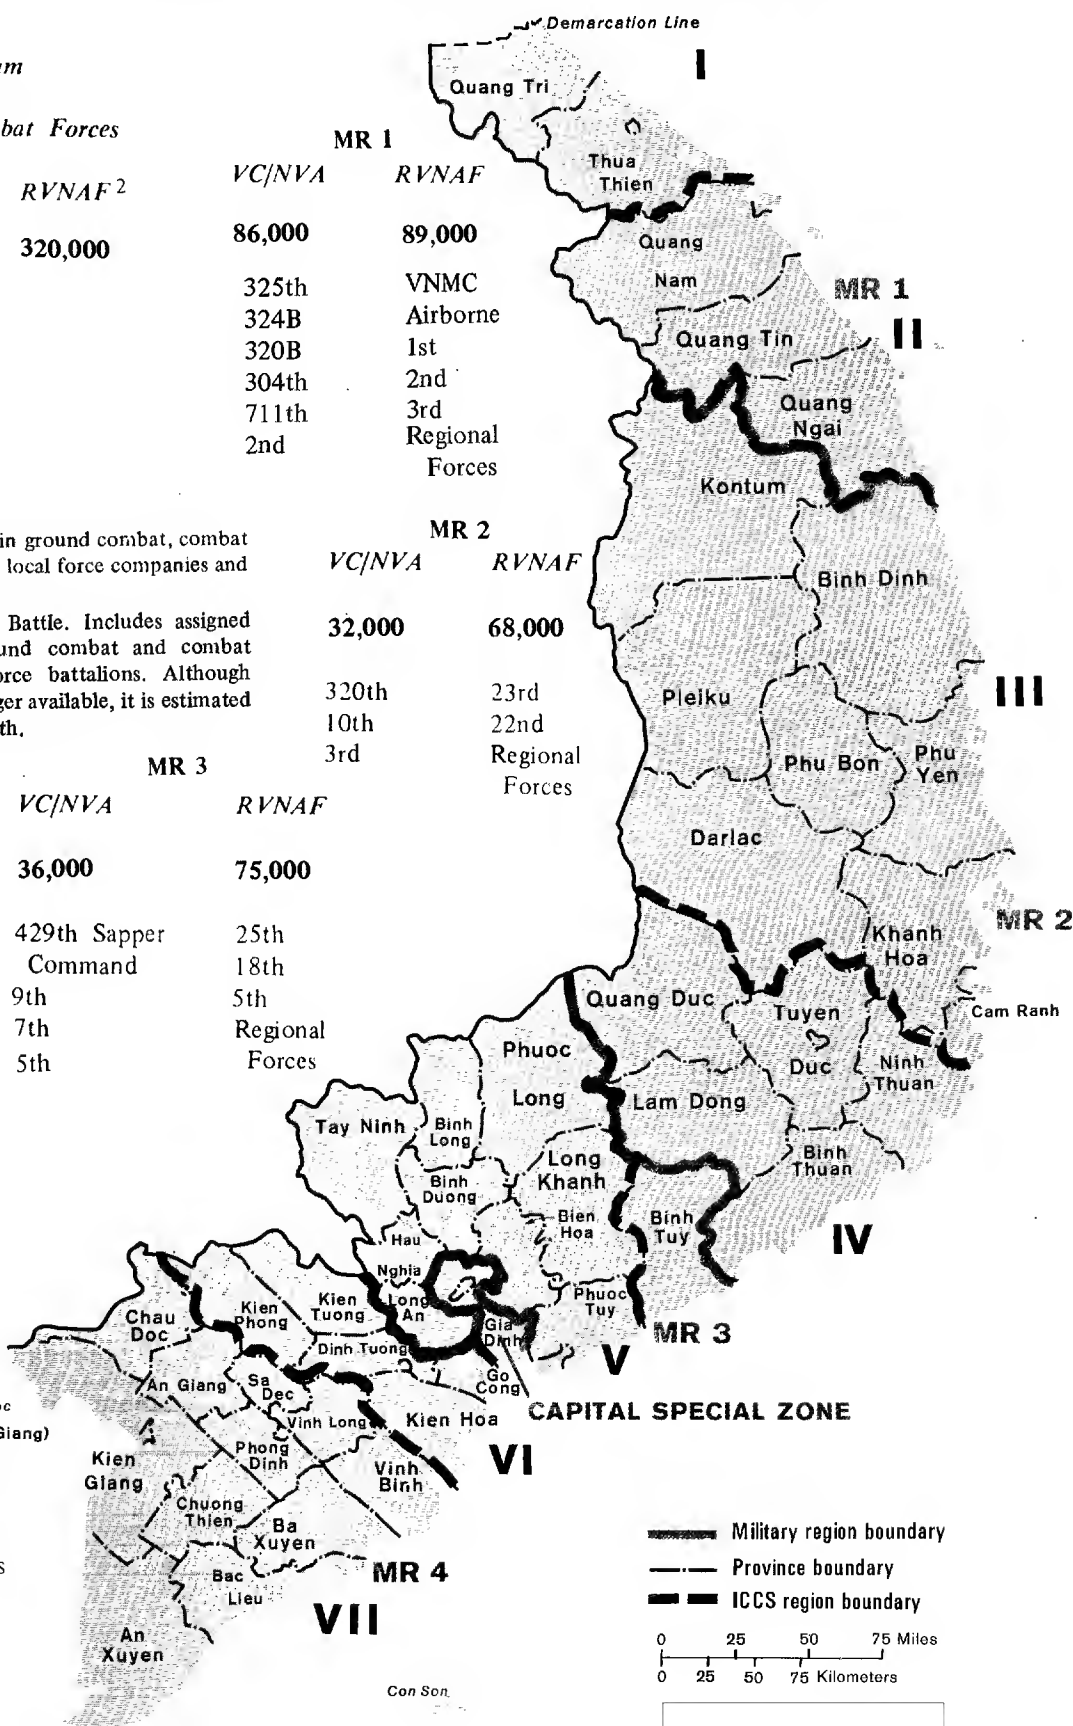 Demarcation Line
I
Quang Tri
bat Forces
MR 1
VC/NVA RVNAF
RVNAF 2
Thua
Thien
320,000
86,000 89,000
325th VNMC
324B Airborne
320B 1st
304th 2nd
711th 3rd
2nd Regional
Forces
Quang
Nam
MR 1
II
Quang Tin
Quang
Ngai
Kontum
in ground combat, combat
local force companies and
Battle. Includes assigned
und combat and combat
orce battalions. Although
ger available, it is estimated
th.
MR 2
VC/NVA RVNAF
32,000 68,000
320th 23rd
10th 22nd
3rd Regional
Forces
Binh Dinh
Pleiku
III
Phu Bon
Phu
Yen
Darlac
MR 3
VC/NVA RVNAF
36,000 75,000
429th Sapper 25th
Command 18th
9th 5th
7th Regional
5th Forces
MR 2
Khanh
Hoa
Cam Ranh
Quang Duc
Tuyen
Duc
Ninh
Thuan
Phuoc
Long
Lam Dong
Tay Ninh
Binh
Long
Binh
Thuan
Long
Khanh
Binh
Duong
Bien
Hoa
Binh
Tuy
IV
Hau
Nghia
Long
An
Phuoc
Tuy
Gia
Dinh
MR 3
V
Kien
Tuong
Kien
Phong
Chau
Doc
Dinh Tuong
Go
Cong
CAPITAL SPECIAL ZONE
An Giang
Sa
Dec
Vinh Long
Kien Hoa
VI
oc
Giang)
Kien
Giang
Phong
Dinh
Vinh
Binh
Chuong
Thien
Ba
Xuyen
MR 4
Bac
Lieu
VII
An
Xuyen
Con Son
Military region boundary
Province boundary
ICCS region boundary
0 25 50 75 Miles
0 25 50 75 Kilometers